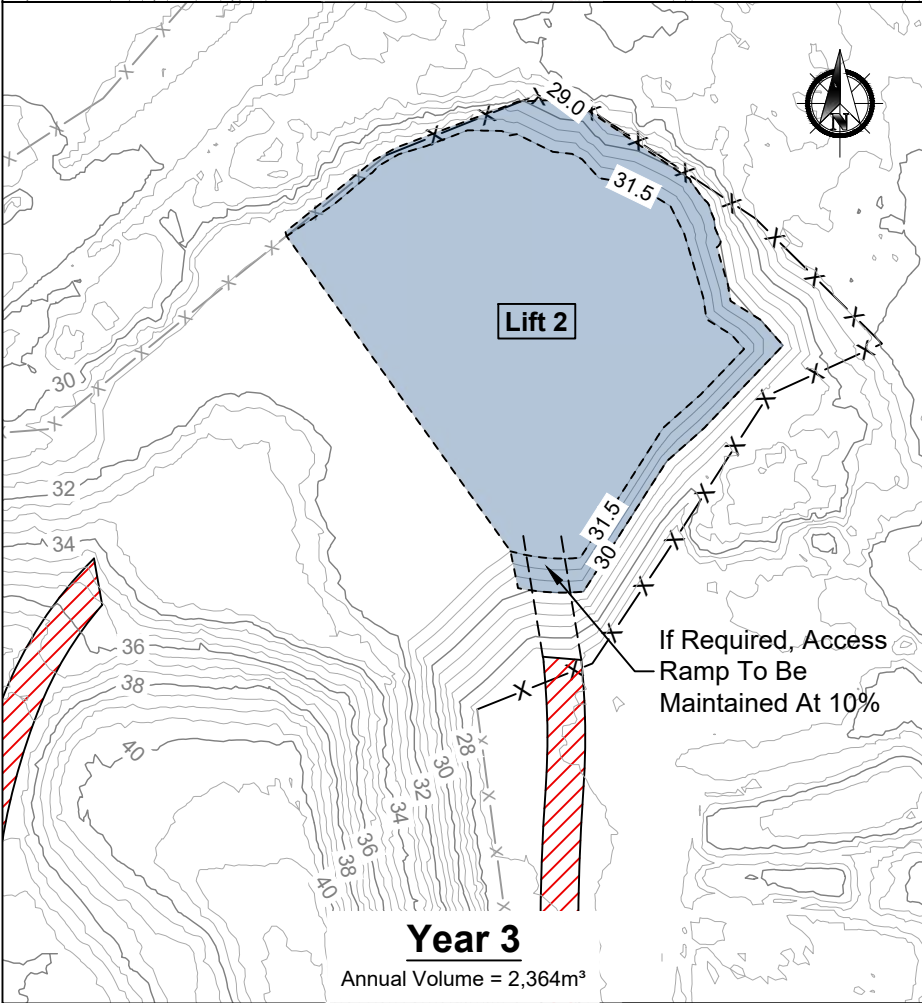 29.0
N
31.5
Lift 2
30
32
34
31.5
30
36
38
40
If Required, Access
Ramp To Be
Maintained At 10%
28
30
32
34
36
38
40
Year 3
Annual Volume = 2,364m³